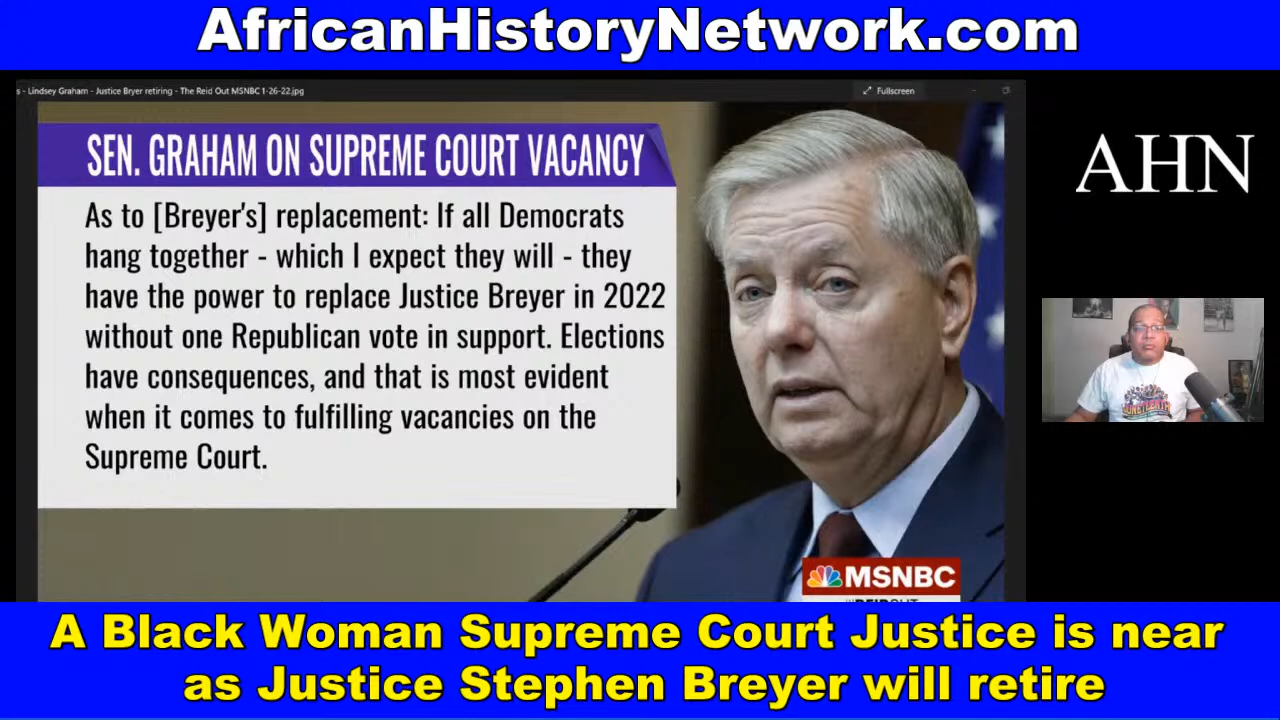 AfricanHistoryNetwork.com
s - Lindsey Graham - Justice Bryer retiring - The Reid Out MSNBC 1-26-22.jpg
Fullscreen
SEN. GRAHAM ON SUPREME COURT VACANCY
As to [Breyer's] replacement: If all Democrats
hang together - which I expect they will - they
have the power to replace Justice Breyer in 2022
without one Republican vote in support. Elections
have consequences, and that is most evident
when it comes to fulfilling vacancies on the
Supreme Court.
AHN
JUNETEENTH
MSNBC
A Black Woman Supreme Court Justice is near
as Justice Stephen Breyer will retire